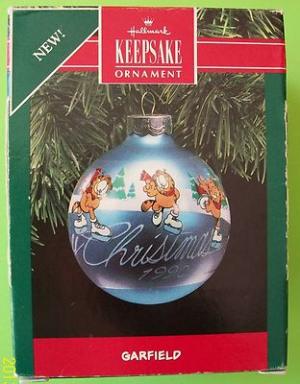 NEW!
Hallmark
KEEPSAKE
ORNAMENT
Christmas
GARFIELD